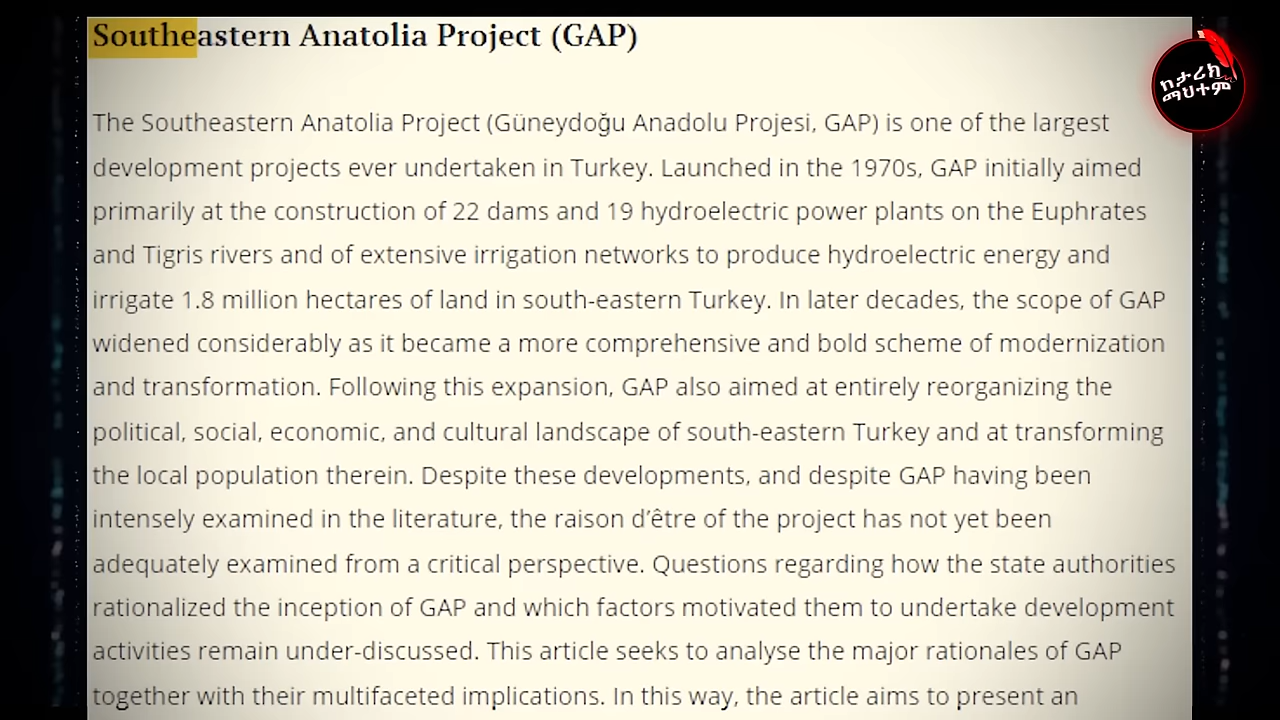 Southeastern Anatolia Project (GAP)
ከታሪክ
ማህተም
The Southeastern Anatolia Project (Güneydoğu Anadolu Projesi, GAP) is one of the largest
development projects ever undertaken in Turkey. Launched in the 1970s, GAP initially aimed
primarily at the construction of 22 dams and 19 hydroelectric power plants on the Euphrates
and Tigris rivers and of extensive irrigation networks to produce hydroelectric energy and
irrigate 1.8 million hectares of land in south-eastern Turkey. In later decades, the scope of GAP
widened considerably as it became a more comprehensive and bold scheme of modernization
and transformation. Following this expansion, GAP also aimed at entirely reorganizing the
political, social, economic, and cultural landscape of south-eastern Turkey and at transforming
the local population therein. Despite these developments, and despite GAP having been
intensely examined in the literature, the raison d’être of the project has not yet been
adequately examined from a critical perspective. Questions regarding how the state authorities
rationalized the inception of GAP and which factors motivated them to undertake development
activities remain under-discussed. This article seeks to analyse the major rationales of GAP
together with their multifaceted implications. In this way, the article aims to present an